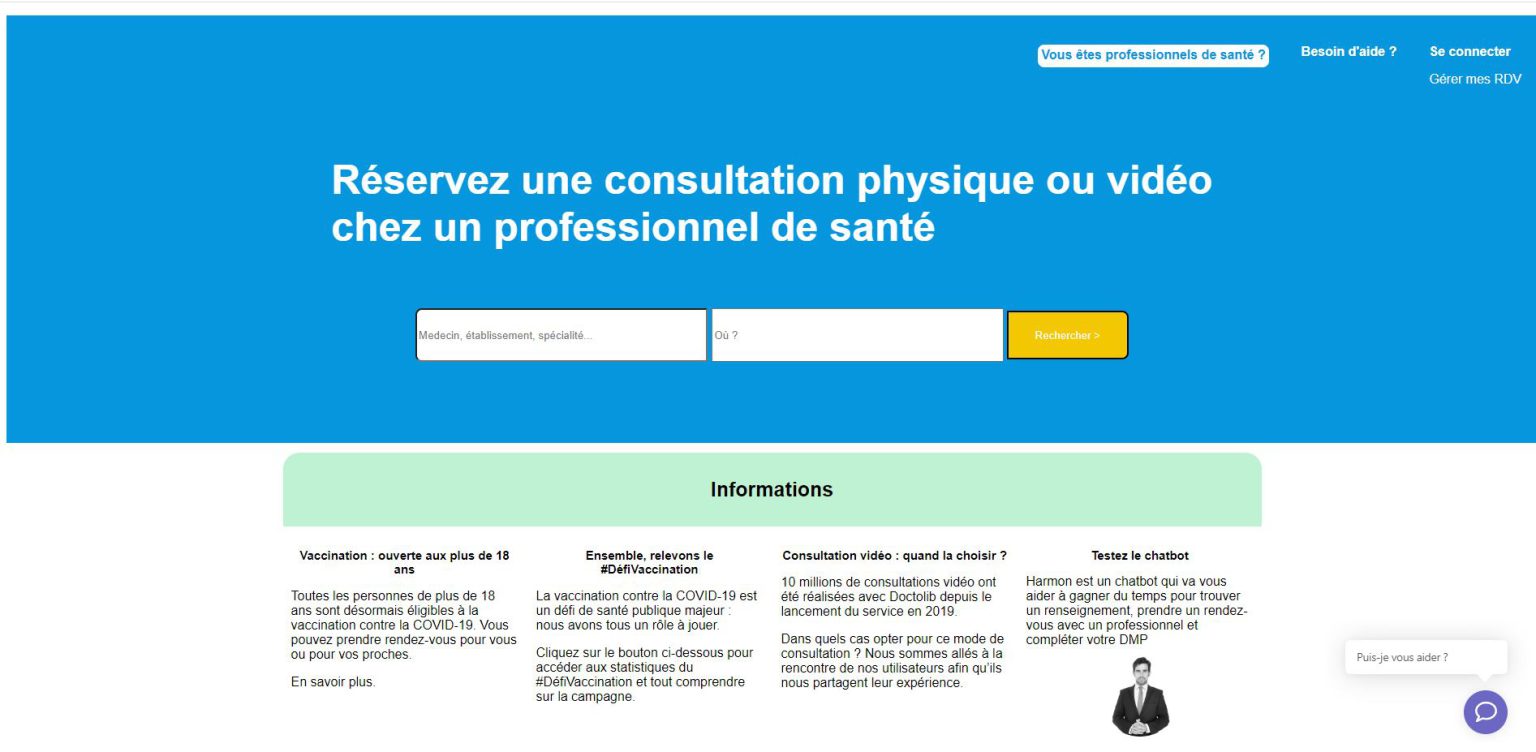 Vous êtes professionnels de santé ?
Besoin d'aide ?
Se connecter
Gérer mes RDV
Réservez une consultation physique ou vidéo
chez un professionnel de santé
Medecin, établissement, spécialité...
Où ?
Rechercher >
Informations
Vaccination : ouverte aux plus de 18
ans
Toutes les personnes de plus de 18
ans sont désormais éligibles à la
vaccination contre la COVID-19. Vous
pouvez prendre rendez-vous pour vous
ou pour vos proches.
En savoir plus.
Ensemble, relevons le
#DéfiVaccination
La vaccination contre la COVID-19 est
un défi de santé publique majeur :
nous avons tous un rôle à jouer.
Cliquez sur le bouton ci-dessous pour
accéder aux statistiques du
#DéfiVaccination et tout comprendre
sur la campagne.
Consultation vidéo : quand la choisir ?
10 millions de consultations vidéo ont
été réalisées avec Doctolib depuis le
lancement du service en 2019.
Dans quels cas opter pour ce mode de
consultation ? Nous sommes allés à la
rencontre de nos utilisateurs afin qu'ils
nous partagent leur expérience.
Testez le chatbot
Harmon est un chatbot qui va vous
aider à gagner du temps pour trouver
un renseignement, prendre un rendez-
vous avec un professionnel et
compléter votre DMP
Puis-je vous aider ?